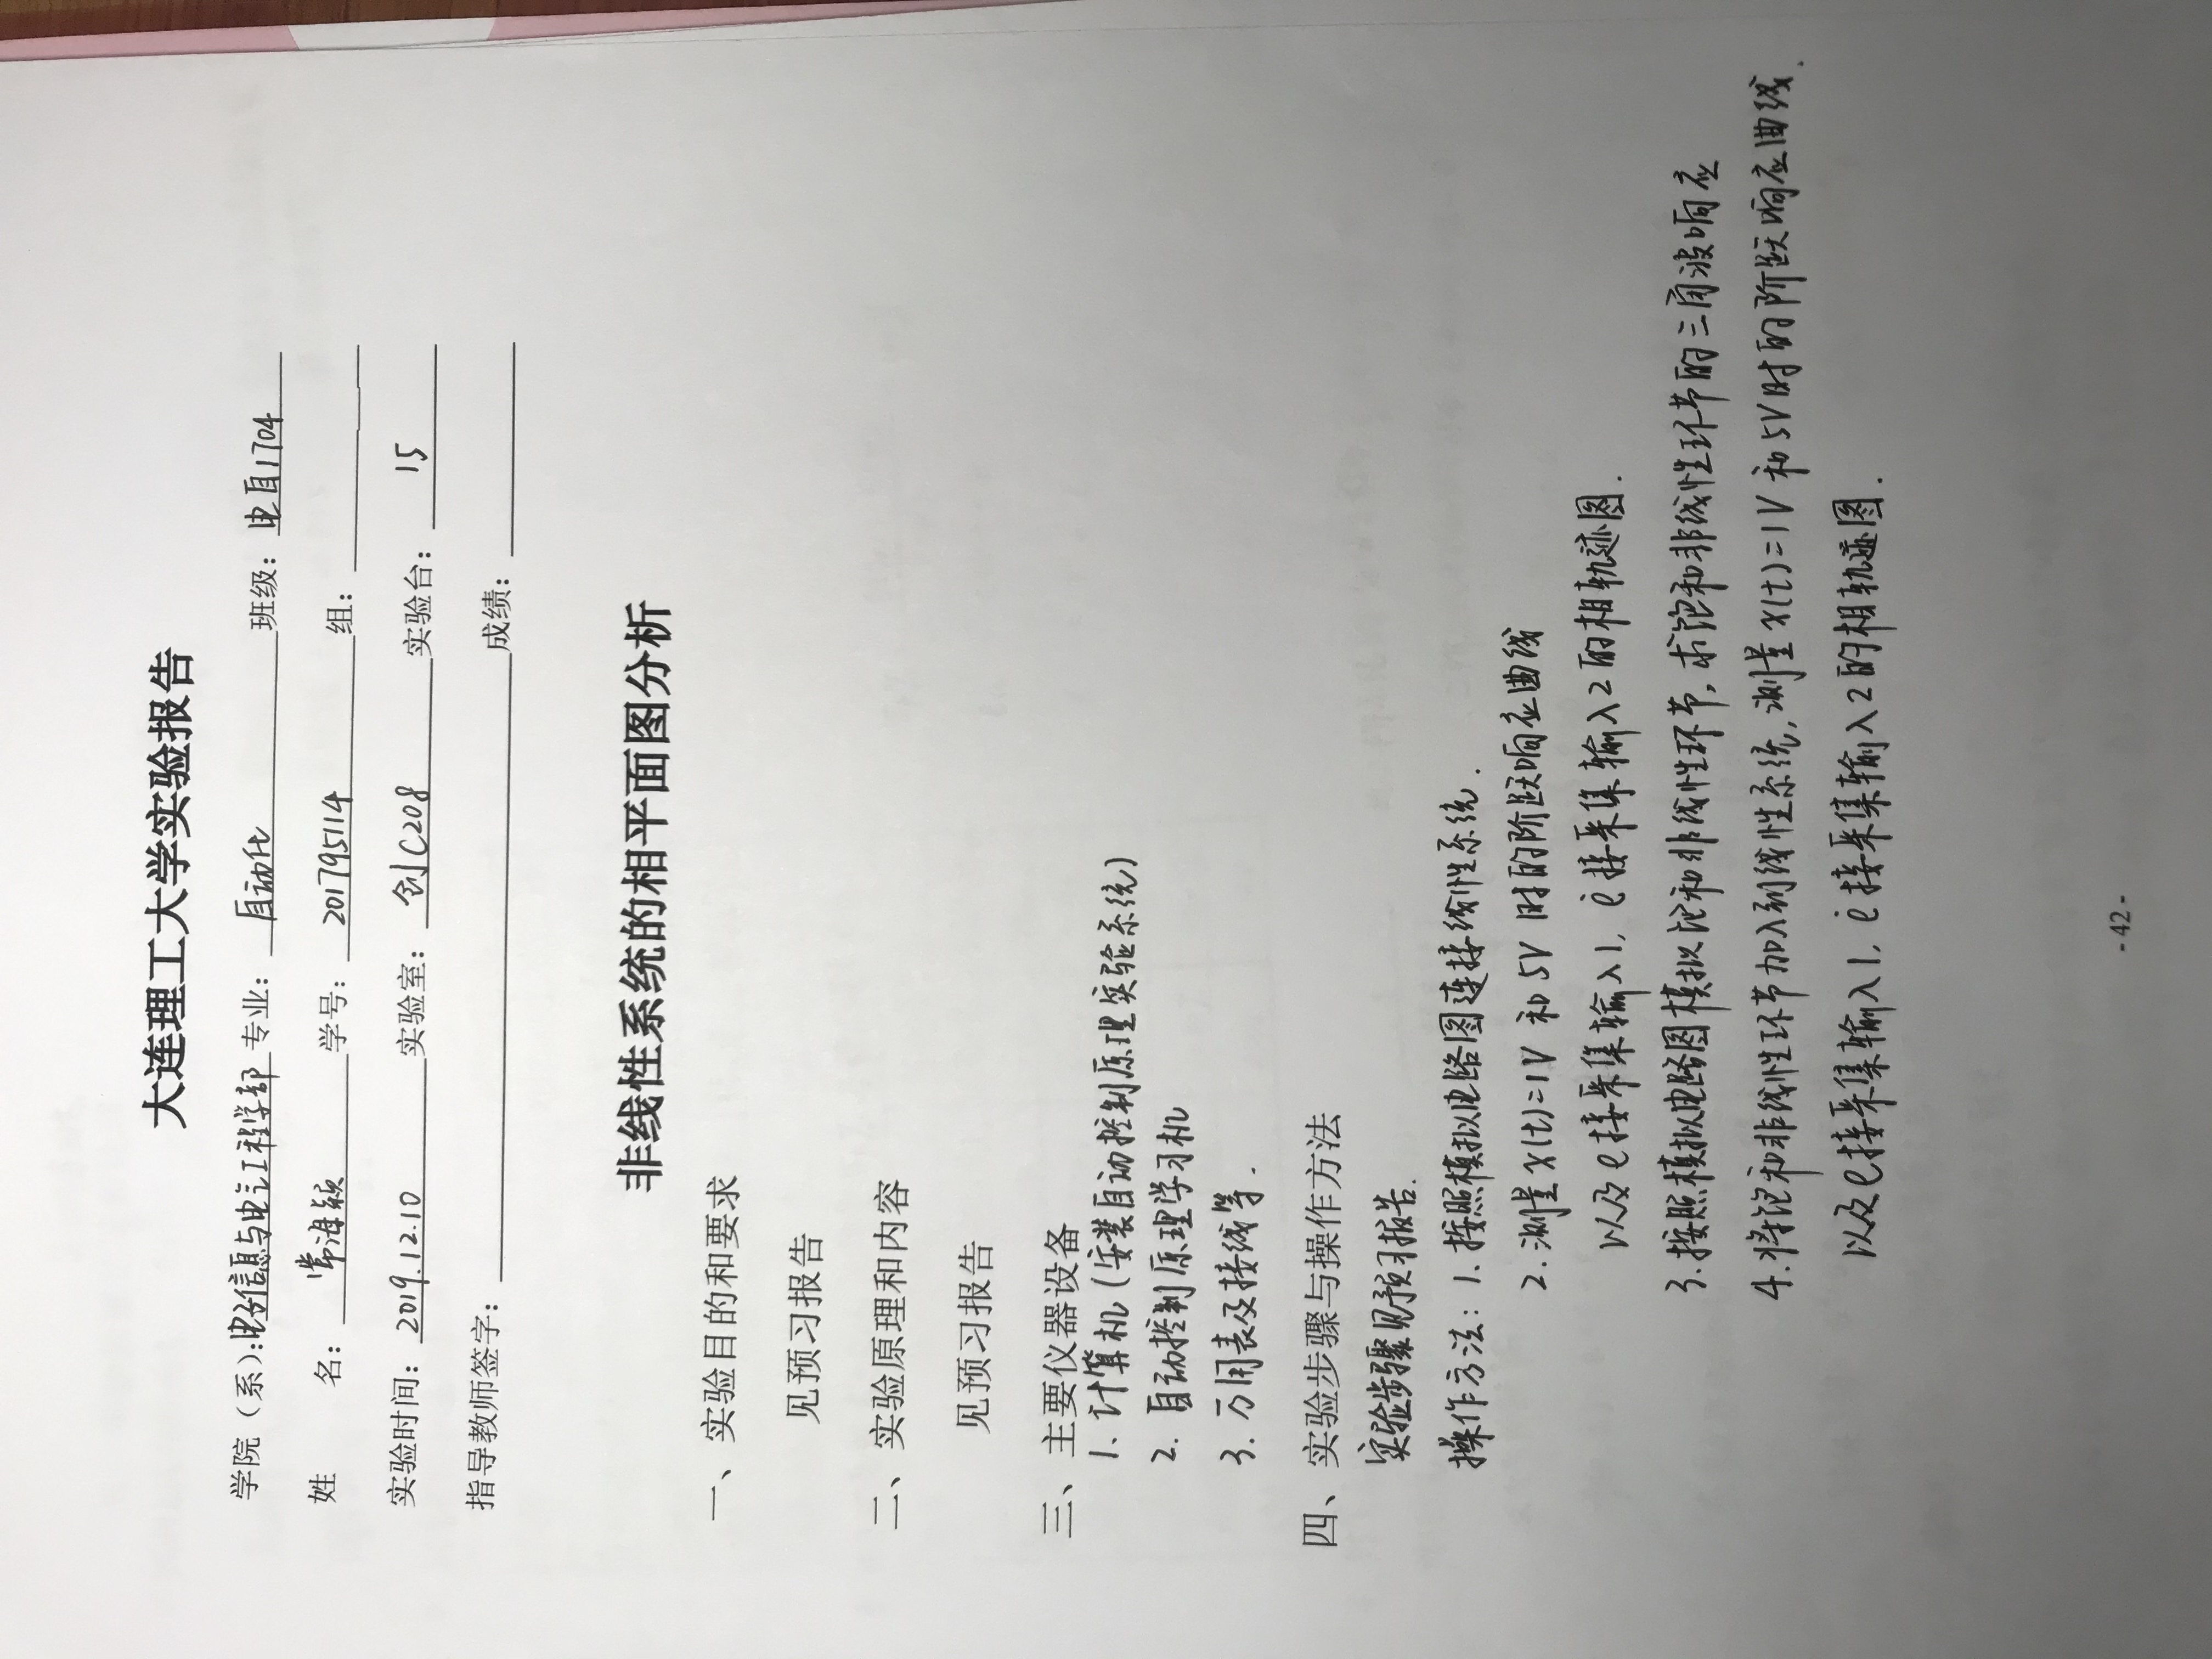 大连理工大学实验报告
学院（系）：电子信息与电气工程学部 专业：自动化 班级：电自1704
姓 名：常海颖 学号：201795114 组：
实验时间：2019.12.10 实验室：创C208 实验台：15
指导教师签字： 成绩：
非线性系统的相平面图分析
一、实验目的和要求
见预习报告
二、实验原理和内容
见预习报告
三、主要仪器设备
1. 计算机（安装自动控制原理实验系统）
2. 自动控制原理学习机
3. 万用表及接线等.
四、实验步骤与操作方法
实验步骤见预习报告.
操作方法：1. 按照模拟电路图连接线性系统.
2. 测量x(t)=1V 和 5V 时的阶跃响应曲线
以及e接采集输入1, ė接采集输入2的相轨迹图.
3. 按照模拟电路图模拟饱和非线性环节, 求饱和非线性环节的三角波响应
4. 将饱和非线性环节加入到线性系统, 测量x(t)=1V 和 5V时的阶跃响应曲线.
以及e接采集输入1, ė接采集输入2的相轨迹图.
- 42 -